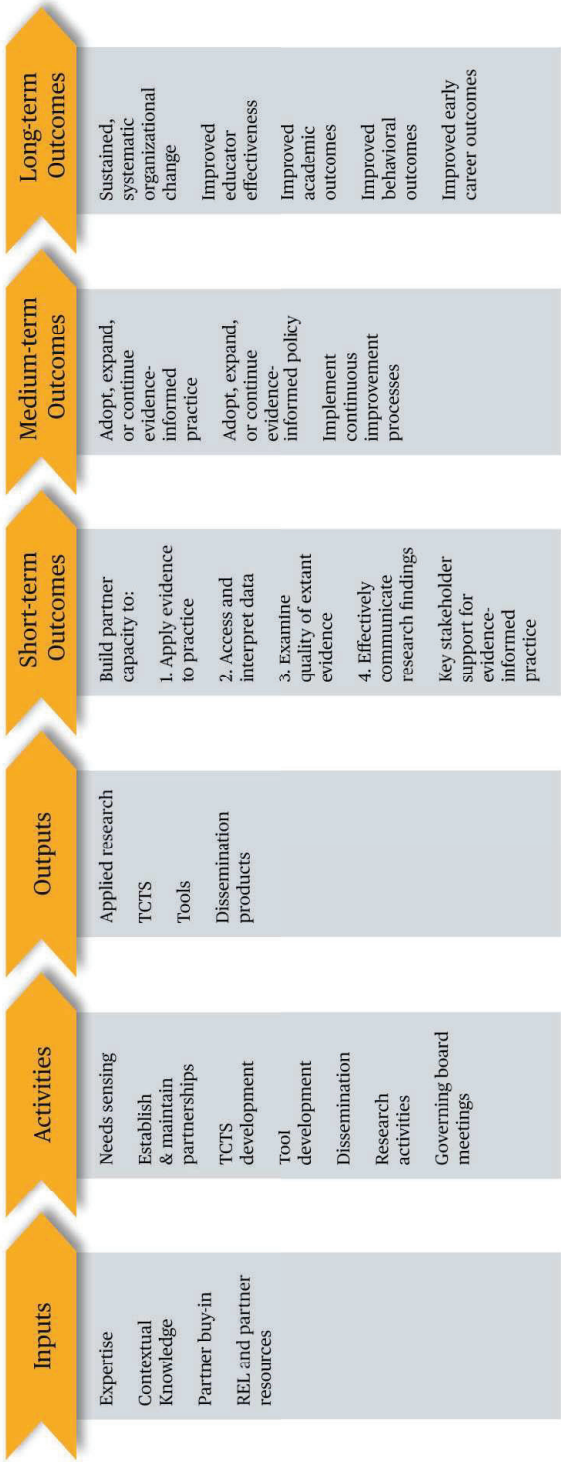 Inputs
Expertise
Contextual
Knowledge
Partner buy-in
REL and partner
resources
Activities
Needs sensing
Establish
& maintain
partnerships
TCTS
development
Tool
development
Dissemination
Research
activities
Governing board
meetings
Outputs
Applied research
TCTS
Tools
Dissemination
products
Short-term
Outcomes
Build partner
capacity to:
1. Apply evidence
to practice
2. Access and
interpret data
3. Examine
quality of extant
evidence
4. Effectively
communicate
research findings
Key stakeholder
support for
evidence-
informed
practice
Medium-term
Outcomes
Adopt, expand,
or continue
evidence-
informed
practice
Adopt, expand,
or continue
evidence-
informed policy
Implement
continuous
improvement
processes
Long-term
Outcomes
Sustained,
systematic
organizational
change
Improved
educator
effectiveness
Improved
academic
outcomes
Improved
behavioral
outcomes
Improved early
career outcomes